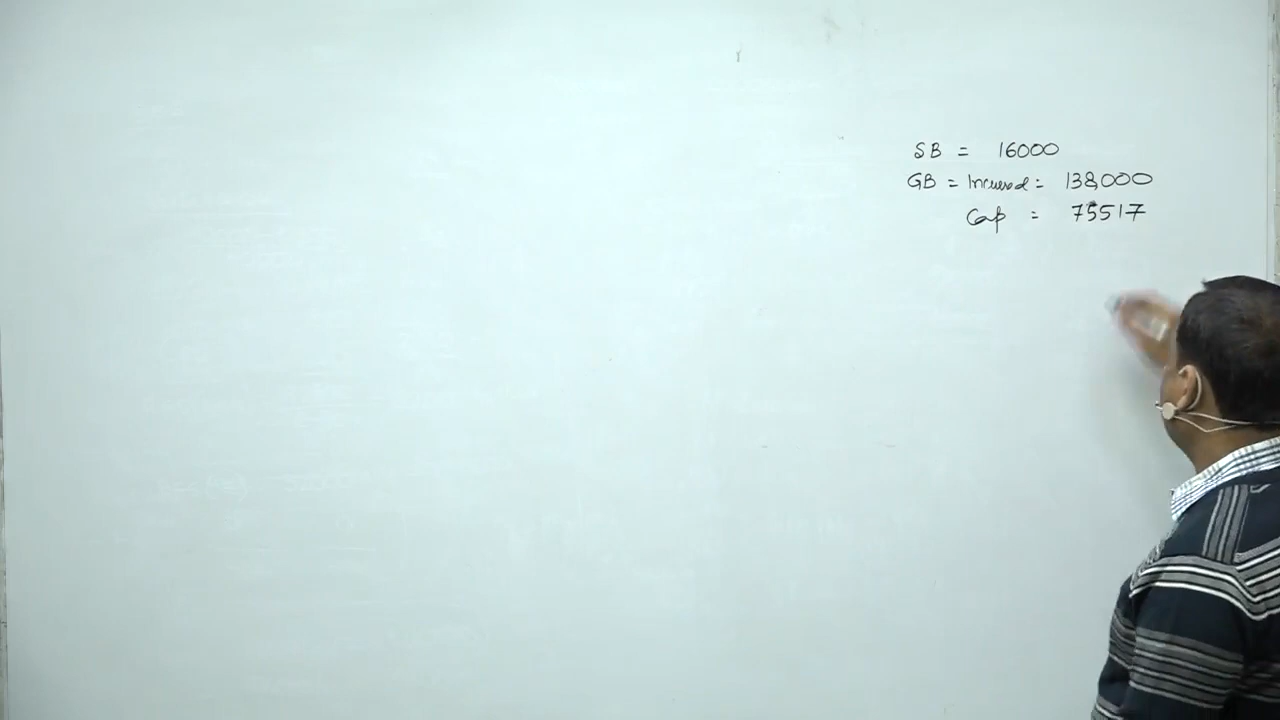 SB = 16000
GB = Incurred = 138,000
Cap = 75517